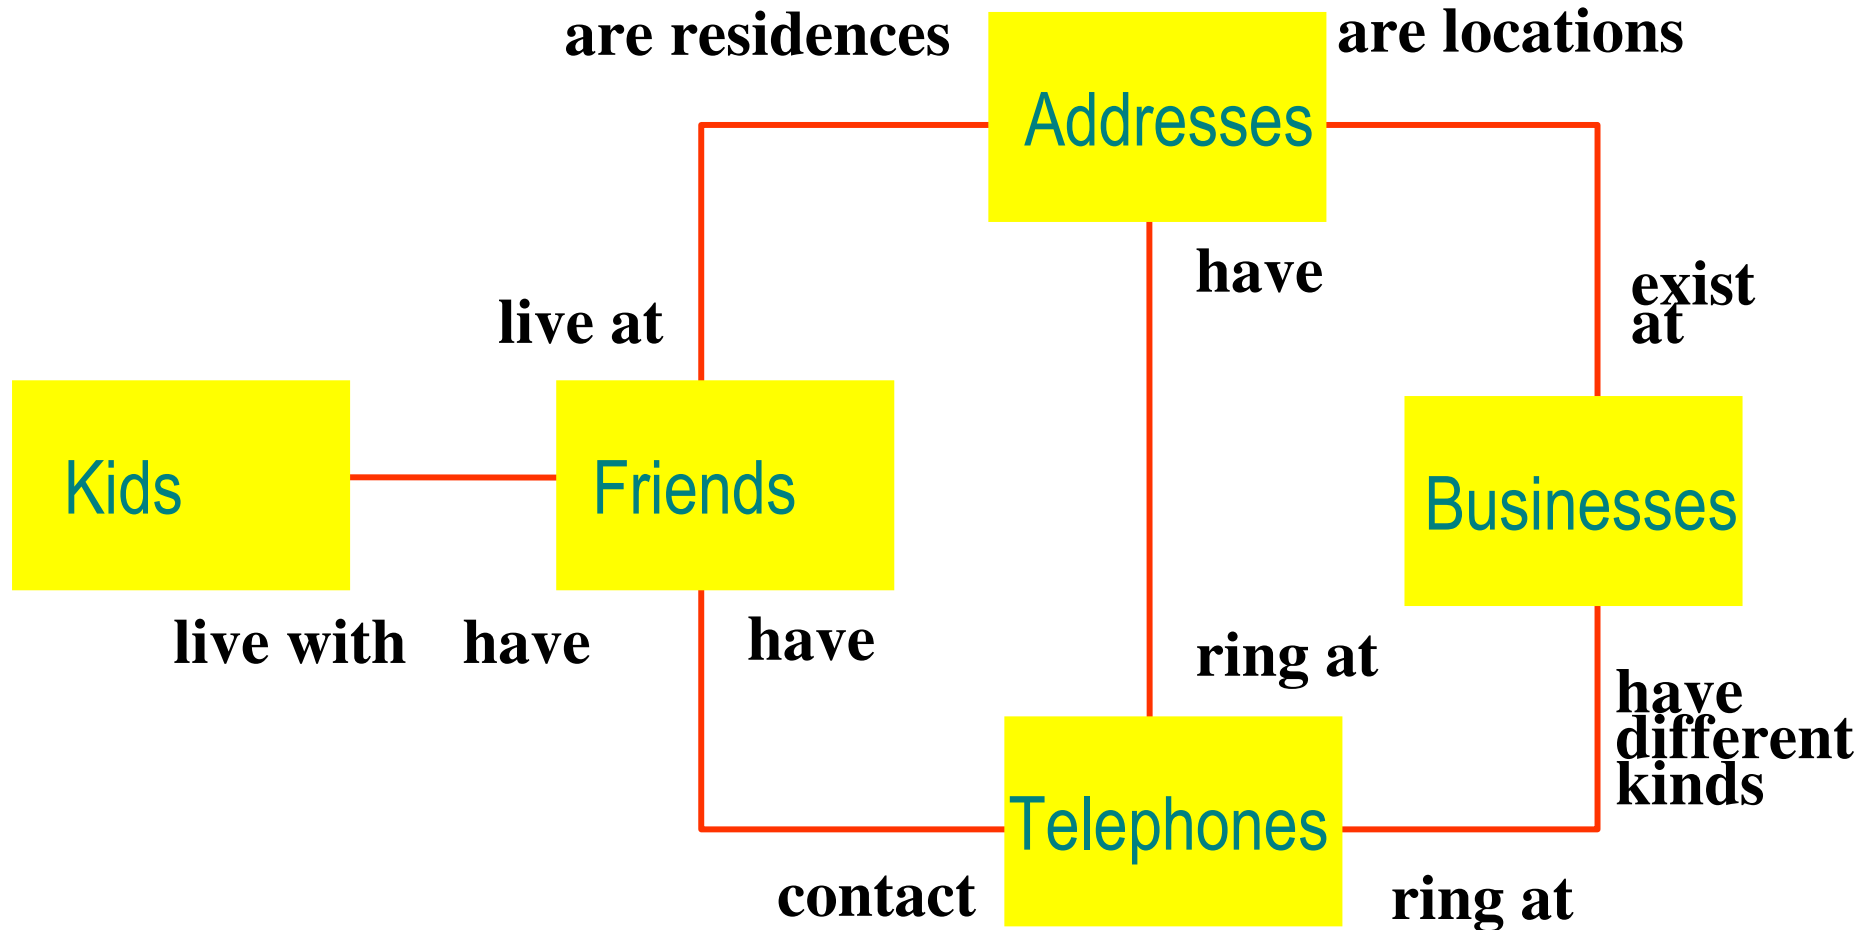 are residences
are locations
Addresses
have
exist
at
live at
Kids
Friends
Businesses
live with
have
have
ring at
have
different
kinds
Telephones
contact
ring at